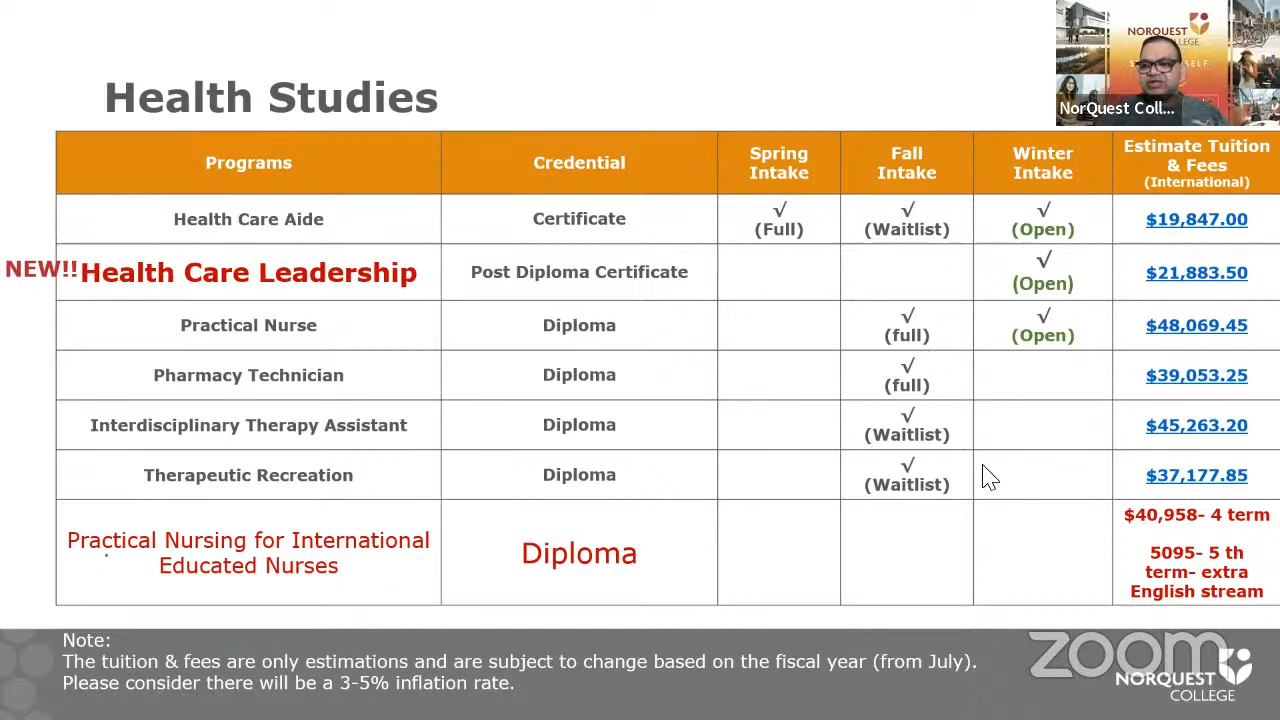 NORQUEST
COLLEGE
NorQuest Coll...
Health Studies
Programs
Credential
Spring
Intake
Fall
Intake
Winter
Intake
Estimate Tuition
& Fees
(International)
Health Care Aide
Certificate
√
(Full)
√
(Waitlist)
√
(Open)
$19,847.00
NEW!!
Health Care Leadership
Post Diploma Certificate
√
(Open)
$21,883.50
Practical Nurse
Diploma
√
(full)
√
(Open)
$48,069.45
Pharmacy Technician
Diploma
√
(full)
$39,053.25
Interdisciplinary Therapy Assistant
Diploma
√
(Waitlist)
$45,263.20
Therapeutic Recreation
Diploma
√
(Waitlist)
$37,177.85
Practical Nursing for International
Educated Nurses
Diploma
$40,958- 4 term
5095- 5 th
term- extra
English stream
Note:
The tuition & fees are only estimations and are subject to change based on the fiscal year (from July).
Please consider there will be a 3-5% inflation rate.
zoom
NORQUEST
COLLEGE